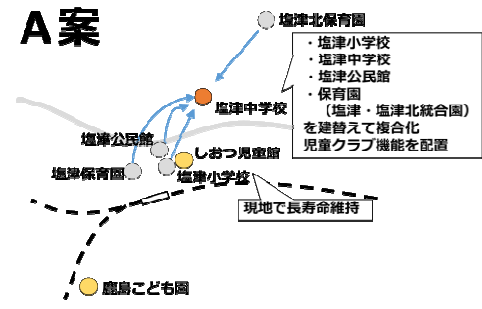 A案
塩津北保育園
・塩津小学校
・塩津中学校
・塩津公民館
・保育園
（塩津・塩津北統合園）
を建替えて複合化
児童クラブ機能を配置
塩津中学校
塩津公民館
しおつ児童館
塩津保育園
塩津小学校
現地で長寿命維持
鹿島こども園